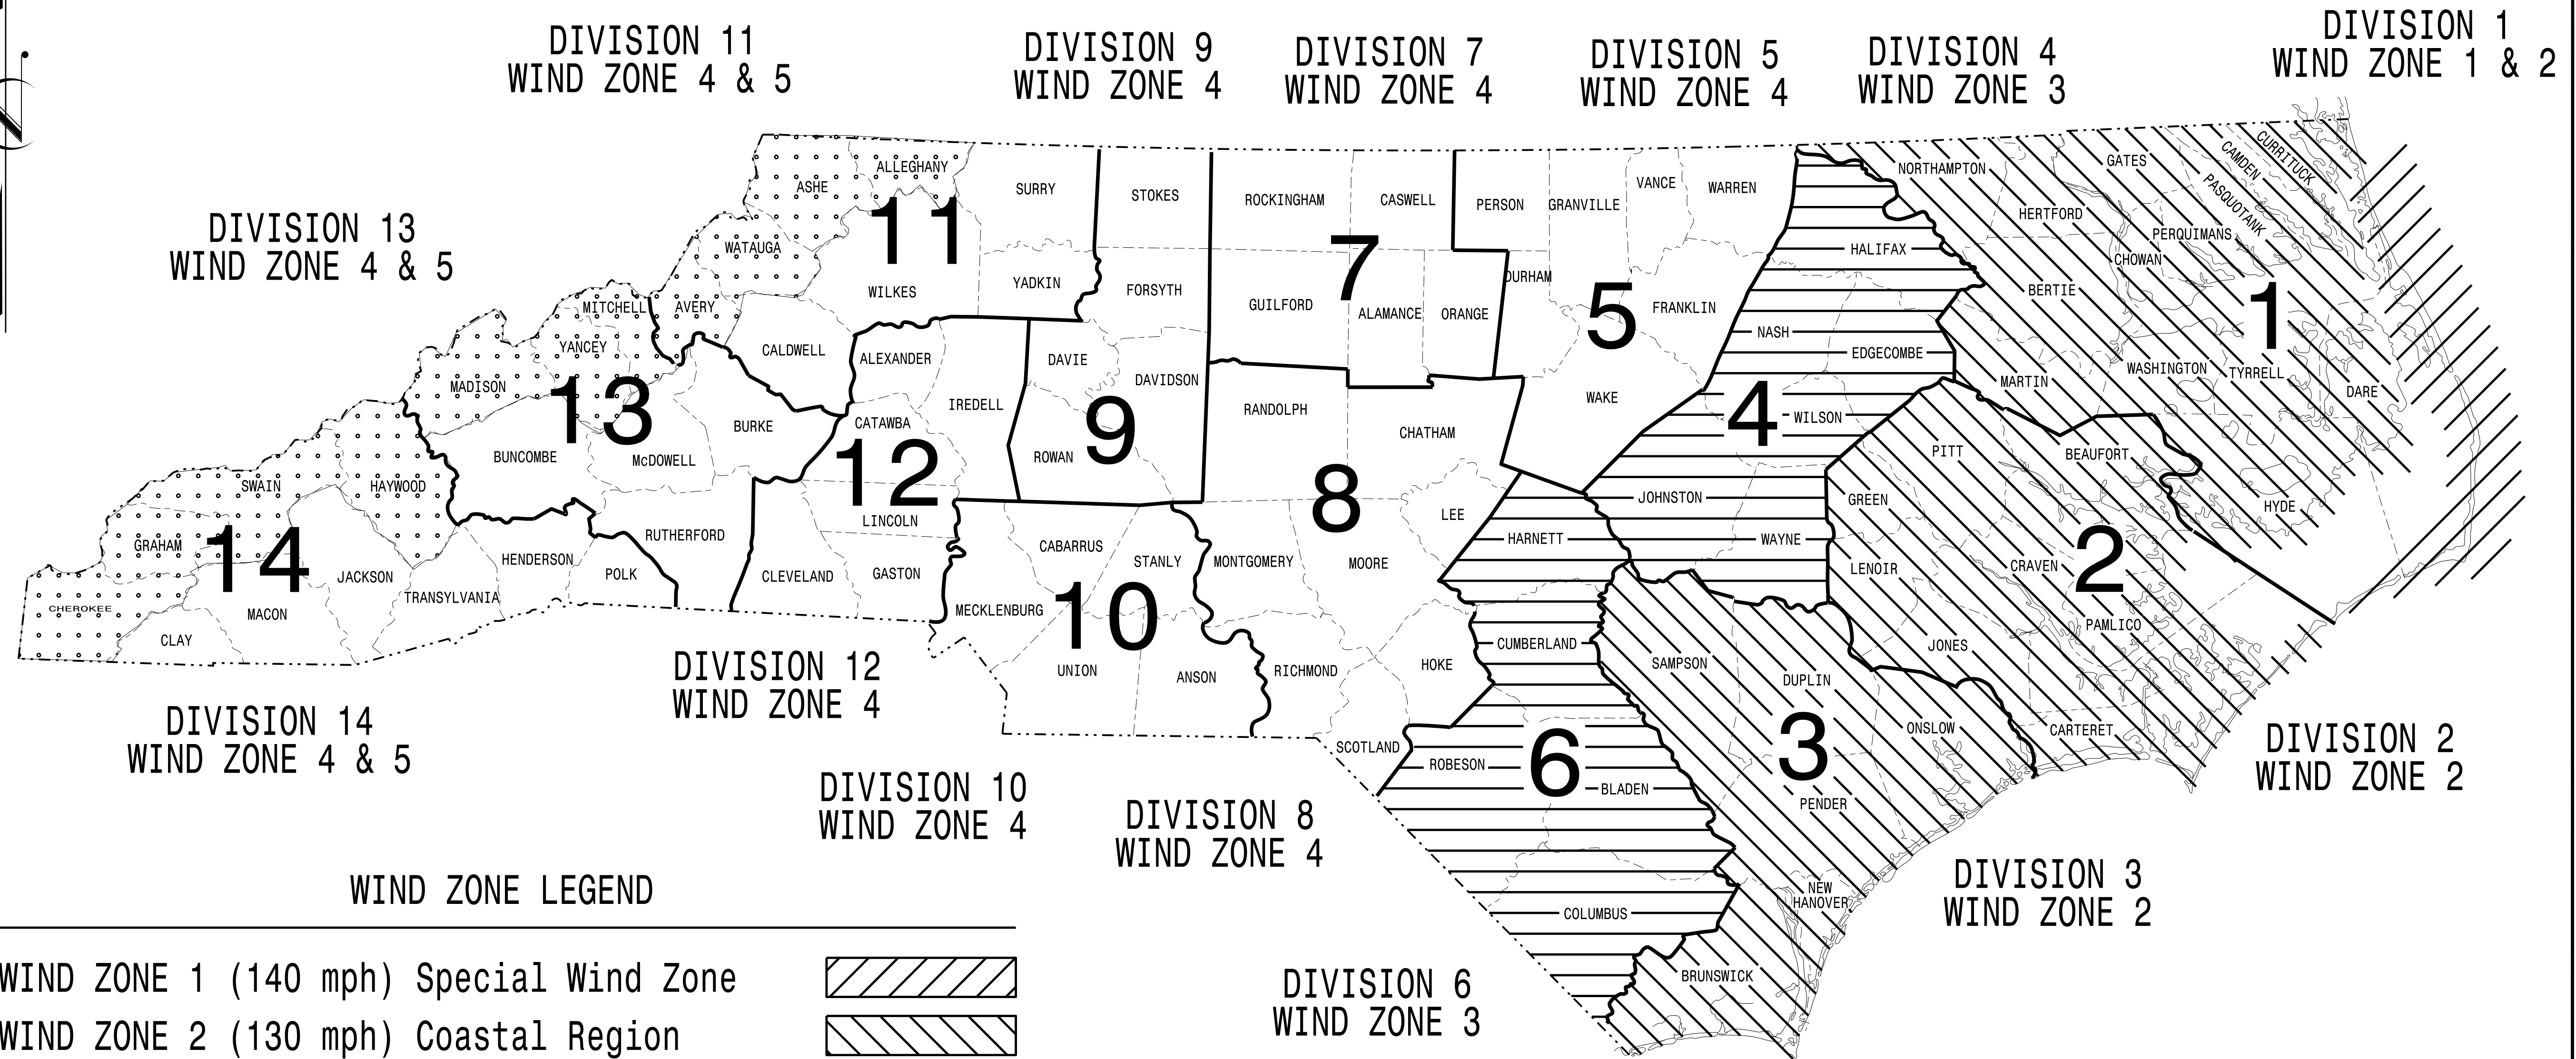 DIVISION 11
WIND ZONE 4 & 5
DIVISION 9
WIND ZONE 4
DIVISION 7
WIND ZONE 4
DIVISION 5
WIND ZONE 4
DIVISION 4
WIND ZONE 3
DIVISION 1
WIND ZONE 1 & 2
DIVISION 13
WIND ZONE 4 & 5
N
ASHE
ALLEGHANY
SURRY
STOKES
ROCKINGHAM
CASWELL
PERSON
GRANVILLE
VANCE
WARREN
NORTHAMPTON
GATES
CAMDEN
CURRITUCK
PASQUOTANK
HERTFORD
PERQUIMANS
CHOWAN
BERTIE
WATAUGA
11
WILKES
YADKIN
FORSYTH
7
GUILFORD
ALAMANCE
ORANGE
DURHAM
5
FRANKLIN
HALIFAX
NASH
EDGECOMBE
1
MITCHELL
AVERY
YANCEY
CALDWELL
ALEXANDER
DAVIE
DAVIDSON
MARTIN
WASHINGTON
TYRRELL
DARE
MADISON
13
BURKE
CATAWBA
IREDELL
9
RANDOLPH
CHATHAM
WAKE
4
WILSON
PITT
BEAUFORT
BUNCOMBE
McDOWELL
12
ROWAN
SWAIN
HAYWOOD
LINCOLN
8
LEE
JOHNSTON
GREEN
HYDE
GRAHAM
14
JACKSON
HENDERSON
RUTHERFORD
POLK
CLEVELAND
GASTON
CABARRUS
STANLY
MONTGOMERY
MOORE
HARNETT
WAYNE
LENOIR
CRAVEN
2
CHEROKEE
MACON
TRANSYLVANIA
CLAY
MECKLENBURG
10
UNION
ANSON
RICHMOND
HOKE
CUMBERLAND
SAMPSON
DUPLIN
JONES
PAMLICO
SCOTLAND
ROBESON
6
BLADEN
3
PENDER
ONSLOW
CARTERET
COLUMBUS
NEW
HANOVER
BRUNSWICK
DIVISION 12
WIND ZONE 4
DIVISION 14
WIND ZONE 4 & 5
DIVISION 10
WIND ZONE 4
DIVISION 8
WIND ZONE 4
DIVISION 2
WIND ZONE 2
DIVISION 3
WIND ZONE 2
DIVISION 6
WIND ZONE 3
WIND ZONE LEGEND
WIND ZONE 1 (140 mph) Special Wind Zone
WIND ZONE 2 (130 mph) Coastal Region